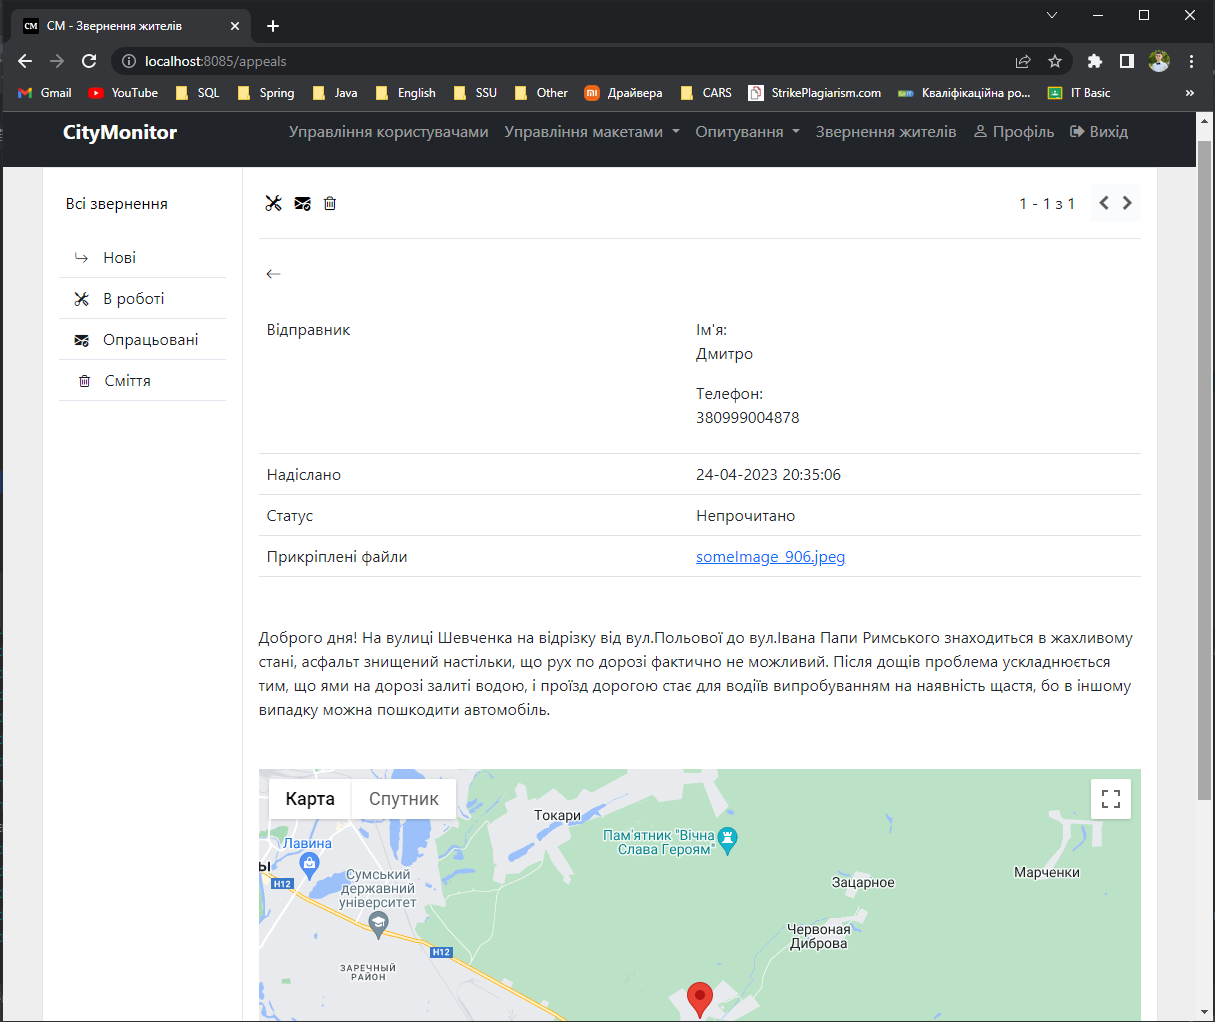 CM - Звернення жителів
localhost:8085/appeals
Gmail YouTube SQL Spring Java English SSU Other Драйвера CARS StrikePlagiarism.com Кваліфікаційна ро... IT Basic »
CityMonitor Управління користувачами Управління макетами Опитування Звернення жителів Профіль Вихід
Всі звернення
Нові
В роботі
Опрацьовані
Сміття
1 - 1 з 1
Відправник
Ім'я:
Дмитро
Телефон:
380999004878
Надіслано 24-04-2023 20:35:06
Статус Непрочитано
Прикріплені файли someImage_906.jpeg
Доброго дня! На вулиці Шевченка на відрізку від вул.Польової до вул.Івана Папи Римського знаходиться в жахливому
стані, асфальт знищений настільки, що рух по дорозі фактично не можливий. Після дощів проблема ускладнюється
тим, що ями на дорозі залиті водою, і проїзд дорогою стає для водіїв випробуванням на наявність щастя, бо в іншому
випадку можна пошкодити автомобіль.
Карта Спутник
Токари
Пам'ятник "Вічна
Слава Героям"
Лавина
H12
Сумський
державний
університет
Зацарное
Марченки
Червоная
Диброва
H12
ЗАРЕЧНЫЙ
РАЙОН